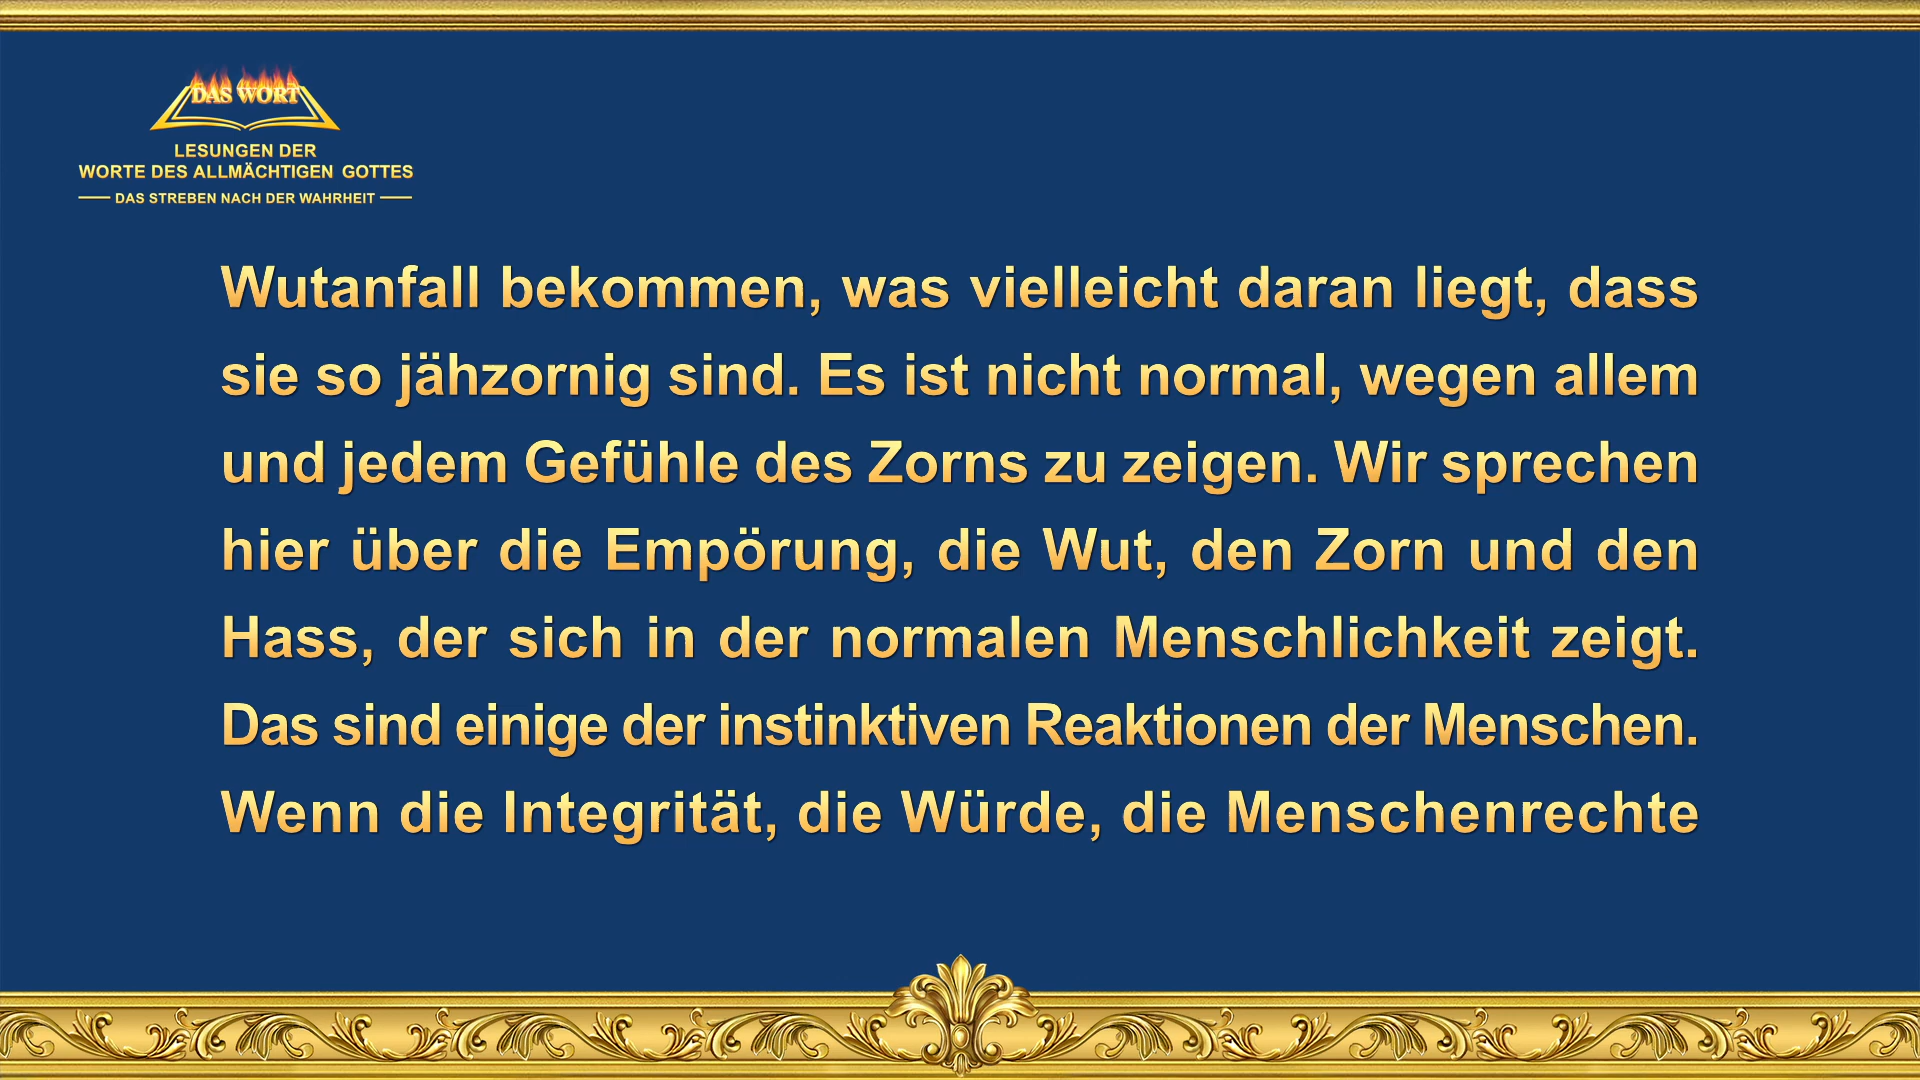 DAS WORT
LESUNGEN DER
WORTE DES ALLMÄCHTIGEN GOTTES
DAS STREBEN NACH DER WAHRHEIT
Wutanfall bekommen, was vielleicht daran liegt, dass
sie so jähzornig sind. Es ist nicht normal, wegen allem
und jedem Gefühle des Zorns zu zeigen. Wir sprechen
hier über die Empörung, die Wut, den Zorn und den
Hass, der sich in der normalen Menschlichkeit zeigt.
Das sind einige der instinktiven Reaktionen der Menschen.
Wenn die Integrität, die Würde, die Menschenrechte